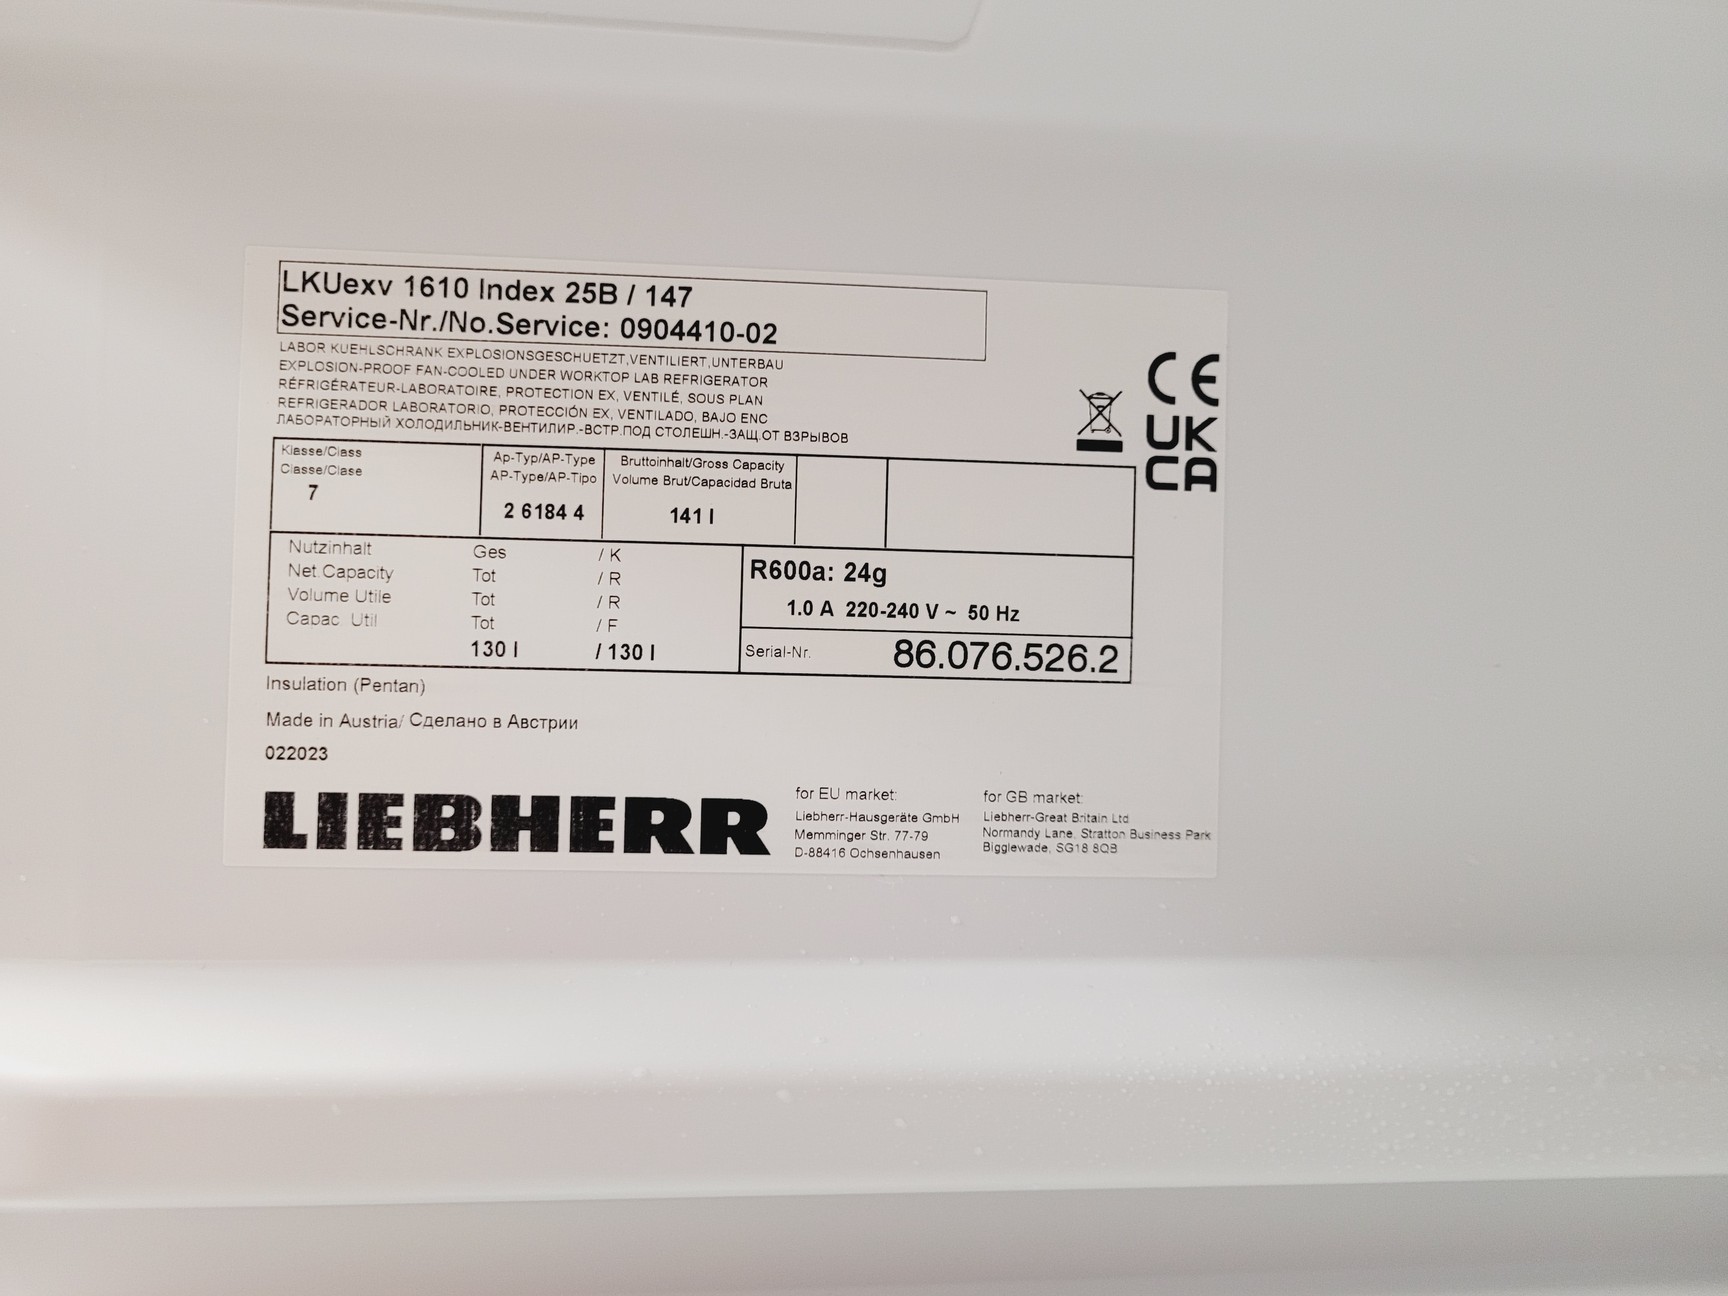 LKUexv 1610 Index 25B / 147
Service-Nr./No.Service: 0904410-02
LABOR KUEHLSCHRANK EXPLOSIONSGESCHUETZT,VENTILIERT,UNTERBAU
EXPLOSION-PROOF FAN-COOLED UNDER WORKTOP LAB REFRIGERATOR
RÉFRIGÉRATEUR-LABORATOIRE, PROTECTION EX, VENTILÉ, SOUS PLAN
REFRIGERADOR LABORATORIO, PROTECCIÓN EX, VENTILADO, BAJO ENC
ЛАБОРАТОРНЫЙ ХОЛОДИЛЬНИК-ВЕНТИЛИР.-ВСТР.ПОД СТОЛЕШН.-ЗАЩ.ОТ ВЗРЫВОВ
CE
UK
CA
Klasse/Class
Classe/Clase
7
Ap-Typ/AP-Type
AP-Type/AP-Tipo
2 6184 4
Bruttoinhalt/Gross Capacity
Volume Brut/Capacidad Bruta
141 l
Nutzinhalt Ges / K
Net.Capacity Tot / R
Volume Utile Tot / R
Capac. Util Tot / F
130 l / 130 l
R600a: 24g
1.0 A 220-240 V ~ 50 Hz
Serial-Nr. 86.076.526.2
Insulation (Pentan)
Made in Austria/ Сделано в Австрии
022023
LIEBHERR
for EU market:
Liebherr-Hausgeräte GmbH
Memminger Str. 77-79
D-88416 Ochsenhausen
for GB market:
Liebherr-Great Britain Ltd
Normandy Lane, Stratton Business Park
Bigglewade, SG18 8QB